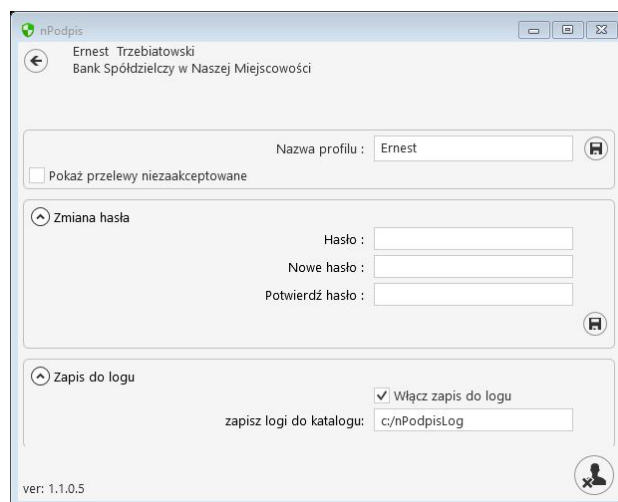 nPodpis
Ernest Trzebiatowski
Bank Spółdzielczy w Naszej Miejscowości
Nazwa profilu : Ernest
Pokaż przelewy niezaakceptowane
Zmiana hasła
Hasło :
Nowe hasło :
Potwierdź hasło :
Zapis do logu
Włącz zapis do logu
zapisz logi do katalogu: c:/nPodpisLog
ver: 1.1.0.5